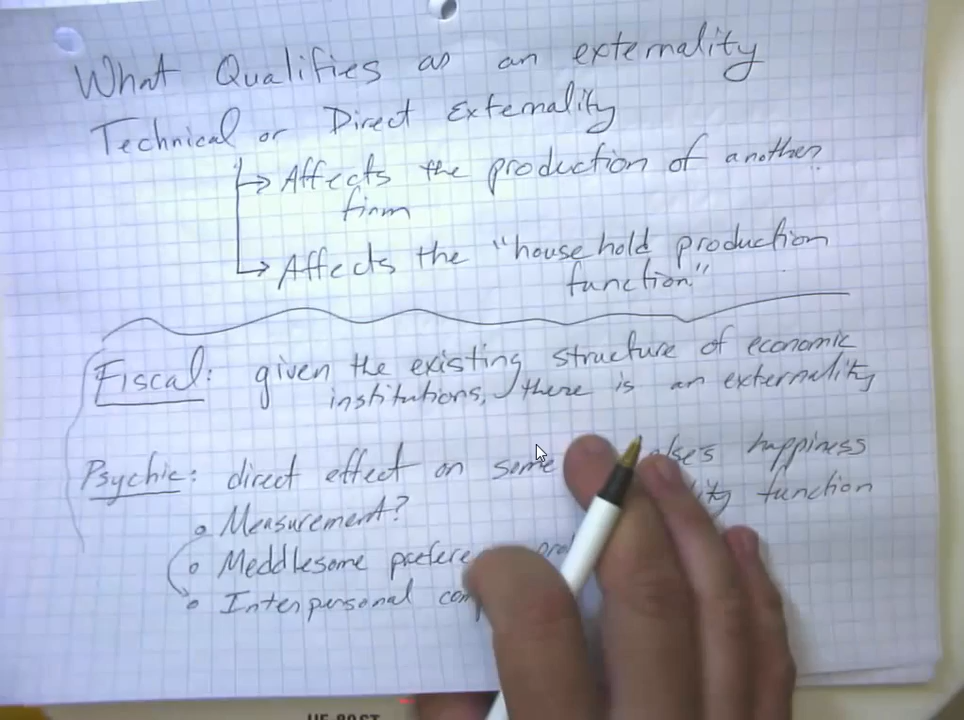 What Qualifies as an externality
Technical or Direct Externality
→ Affects the production of another
firm
→ Affects the "household production
function"
Fiscal: given the existing structure of economic
institutions, there is an externality
Psychic: direct effect on some else's happiness
function
• Measurement?
• Meddlesome
• Interpersonal